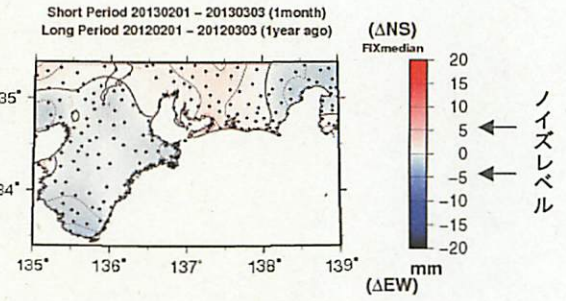 Short Period 20130201 – 20130303 (1month)
Long Period 20120201 – 20120303 (1year ago)
(ΔNS)
FIXmedian
20
15
10
5
0
−5
−10
−15
−20
mm
(ΔEW)
35°
34°
135°
136°
137°
138°
139°
ノイズレベル